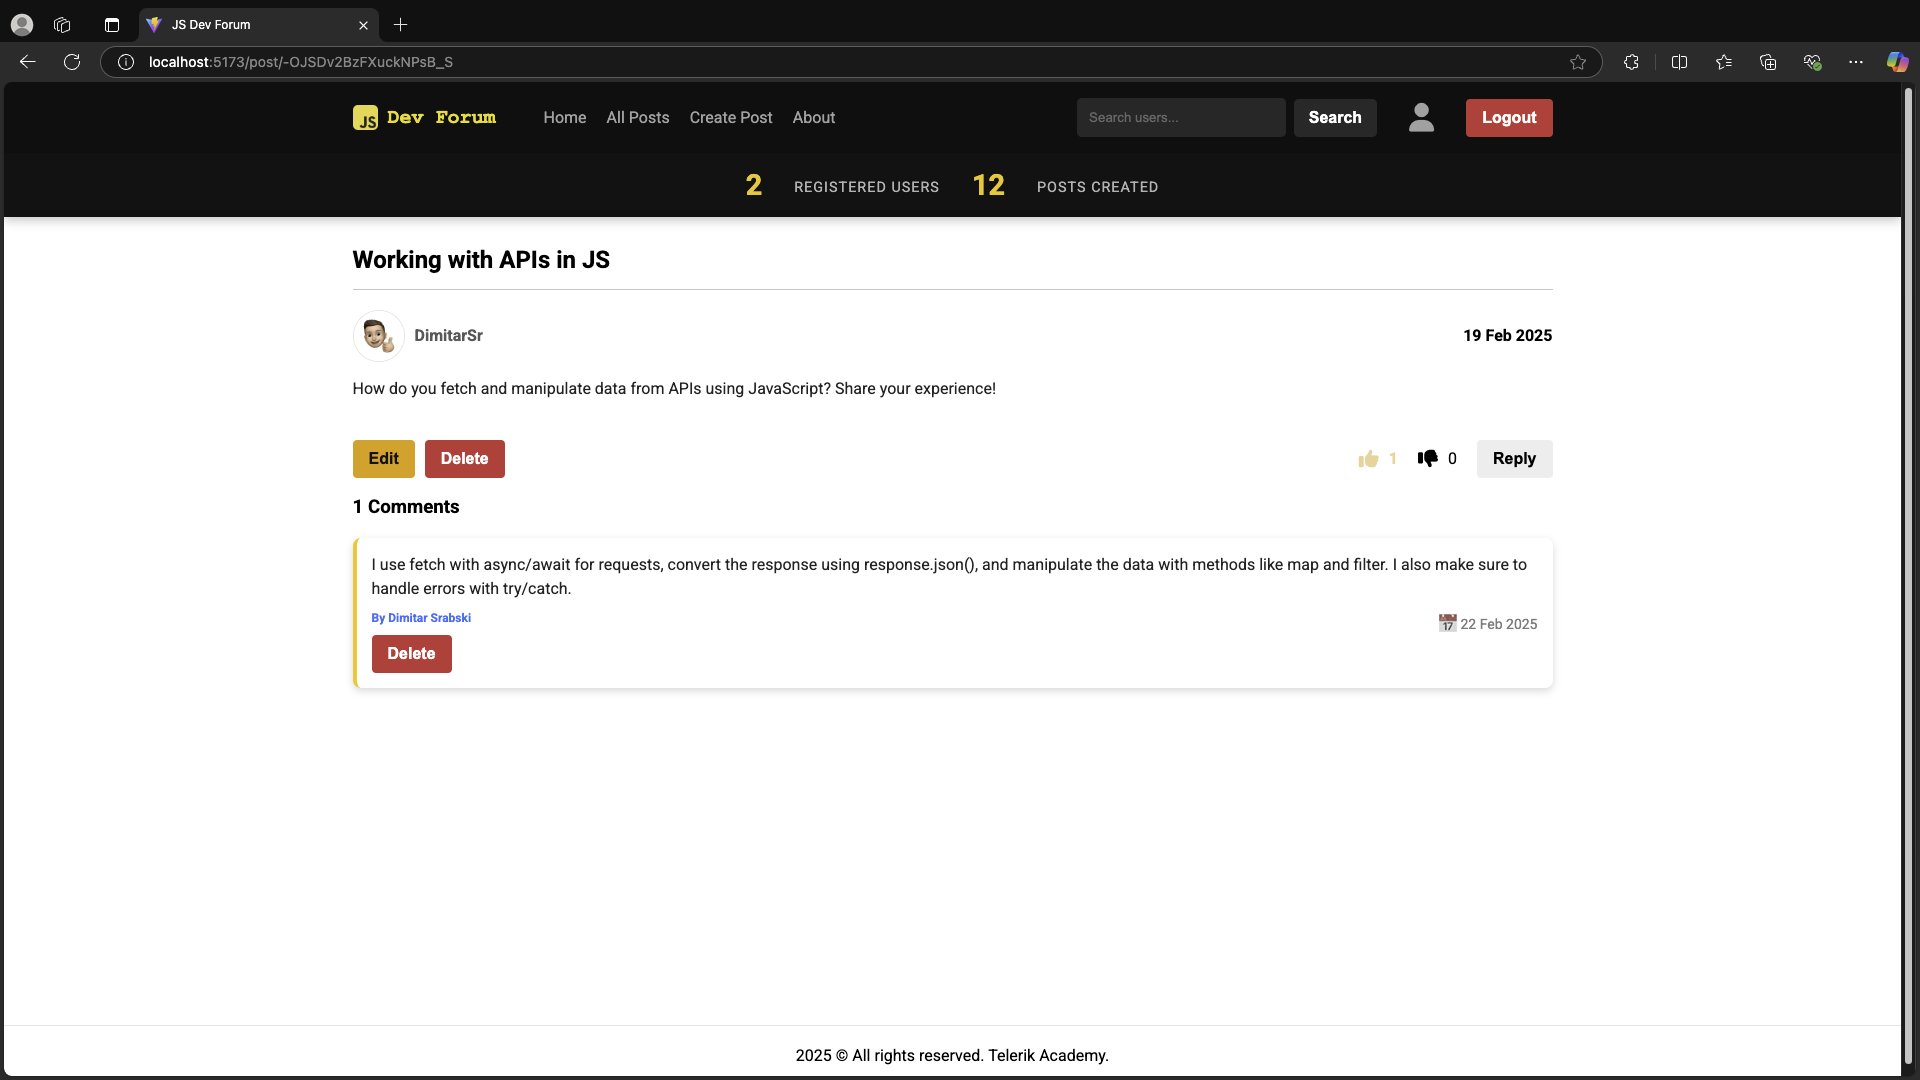 JS Dev Forum
localhost:5173/post/-OJSDv2BzFXuckNPsB_S
JS Dev Forum Home All Posts Create Post About Search users... Search Logout
2 REGISTERED USERS 12 POSTS CREATED
Working with APIs in JS
DimitarSr 19 Feb 2025
How do you fetch and manipulate data from APIs using JavaScript? Share your experience!
Edit Delete 1 0 Reply
1 Comments
I use fetch with async/await for requests, convert the response using response.json(), and manipulate the data with methods like map and filter. I also make sure to
handle errors with try/catch.
By Dimitar Srabski 17 22 Feb 2025
Delete
2025 © All rights reserved. Telerik Academy.